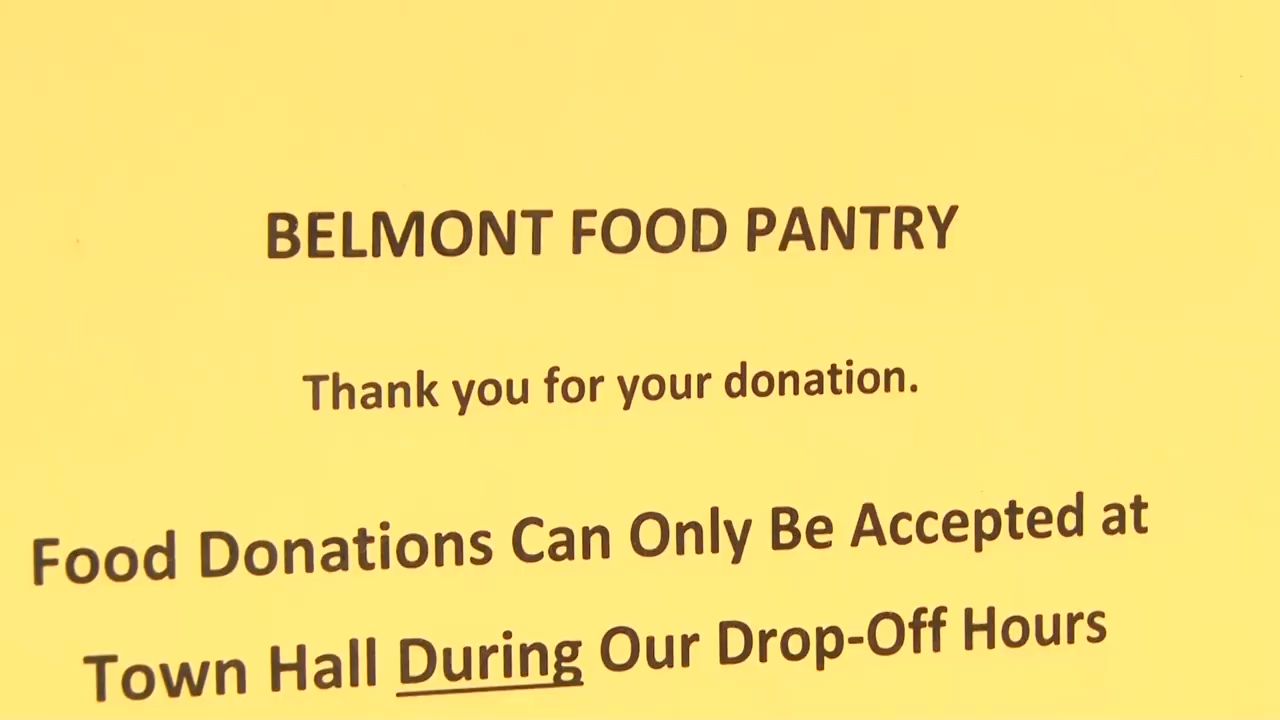 BELMONT FOOD PANTRY
Thank you for your donation.
Food Donations Can Only Be Accepted at
Town Hall During Our Drop-Off Hours